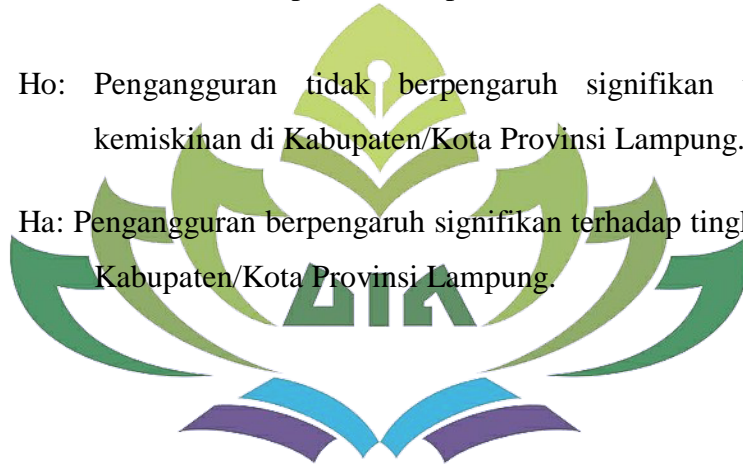 Ho: Pengangguran tidak berpengaruh signifikan
kemiskinan di Kabupaten/Kota Provinsi Lampung.
Ha: Pengangguran berpengaruh signifikan terhadap
Kabupaten/Kota Provinsi Lampung.